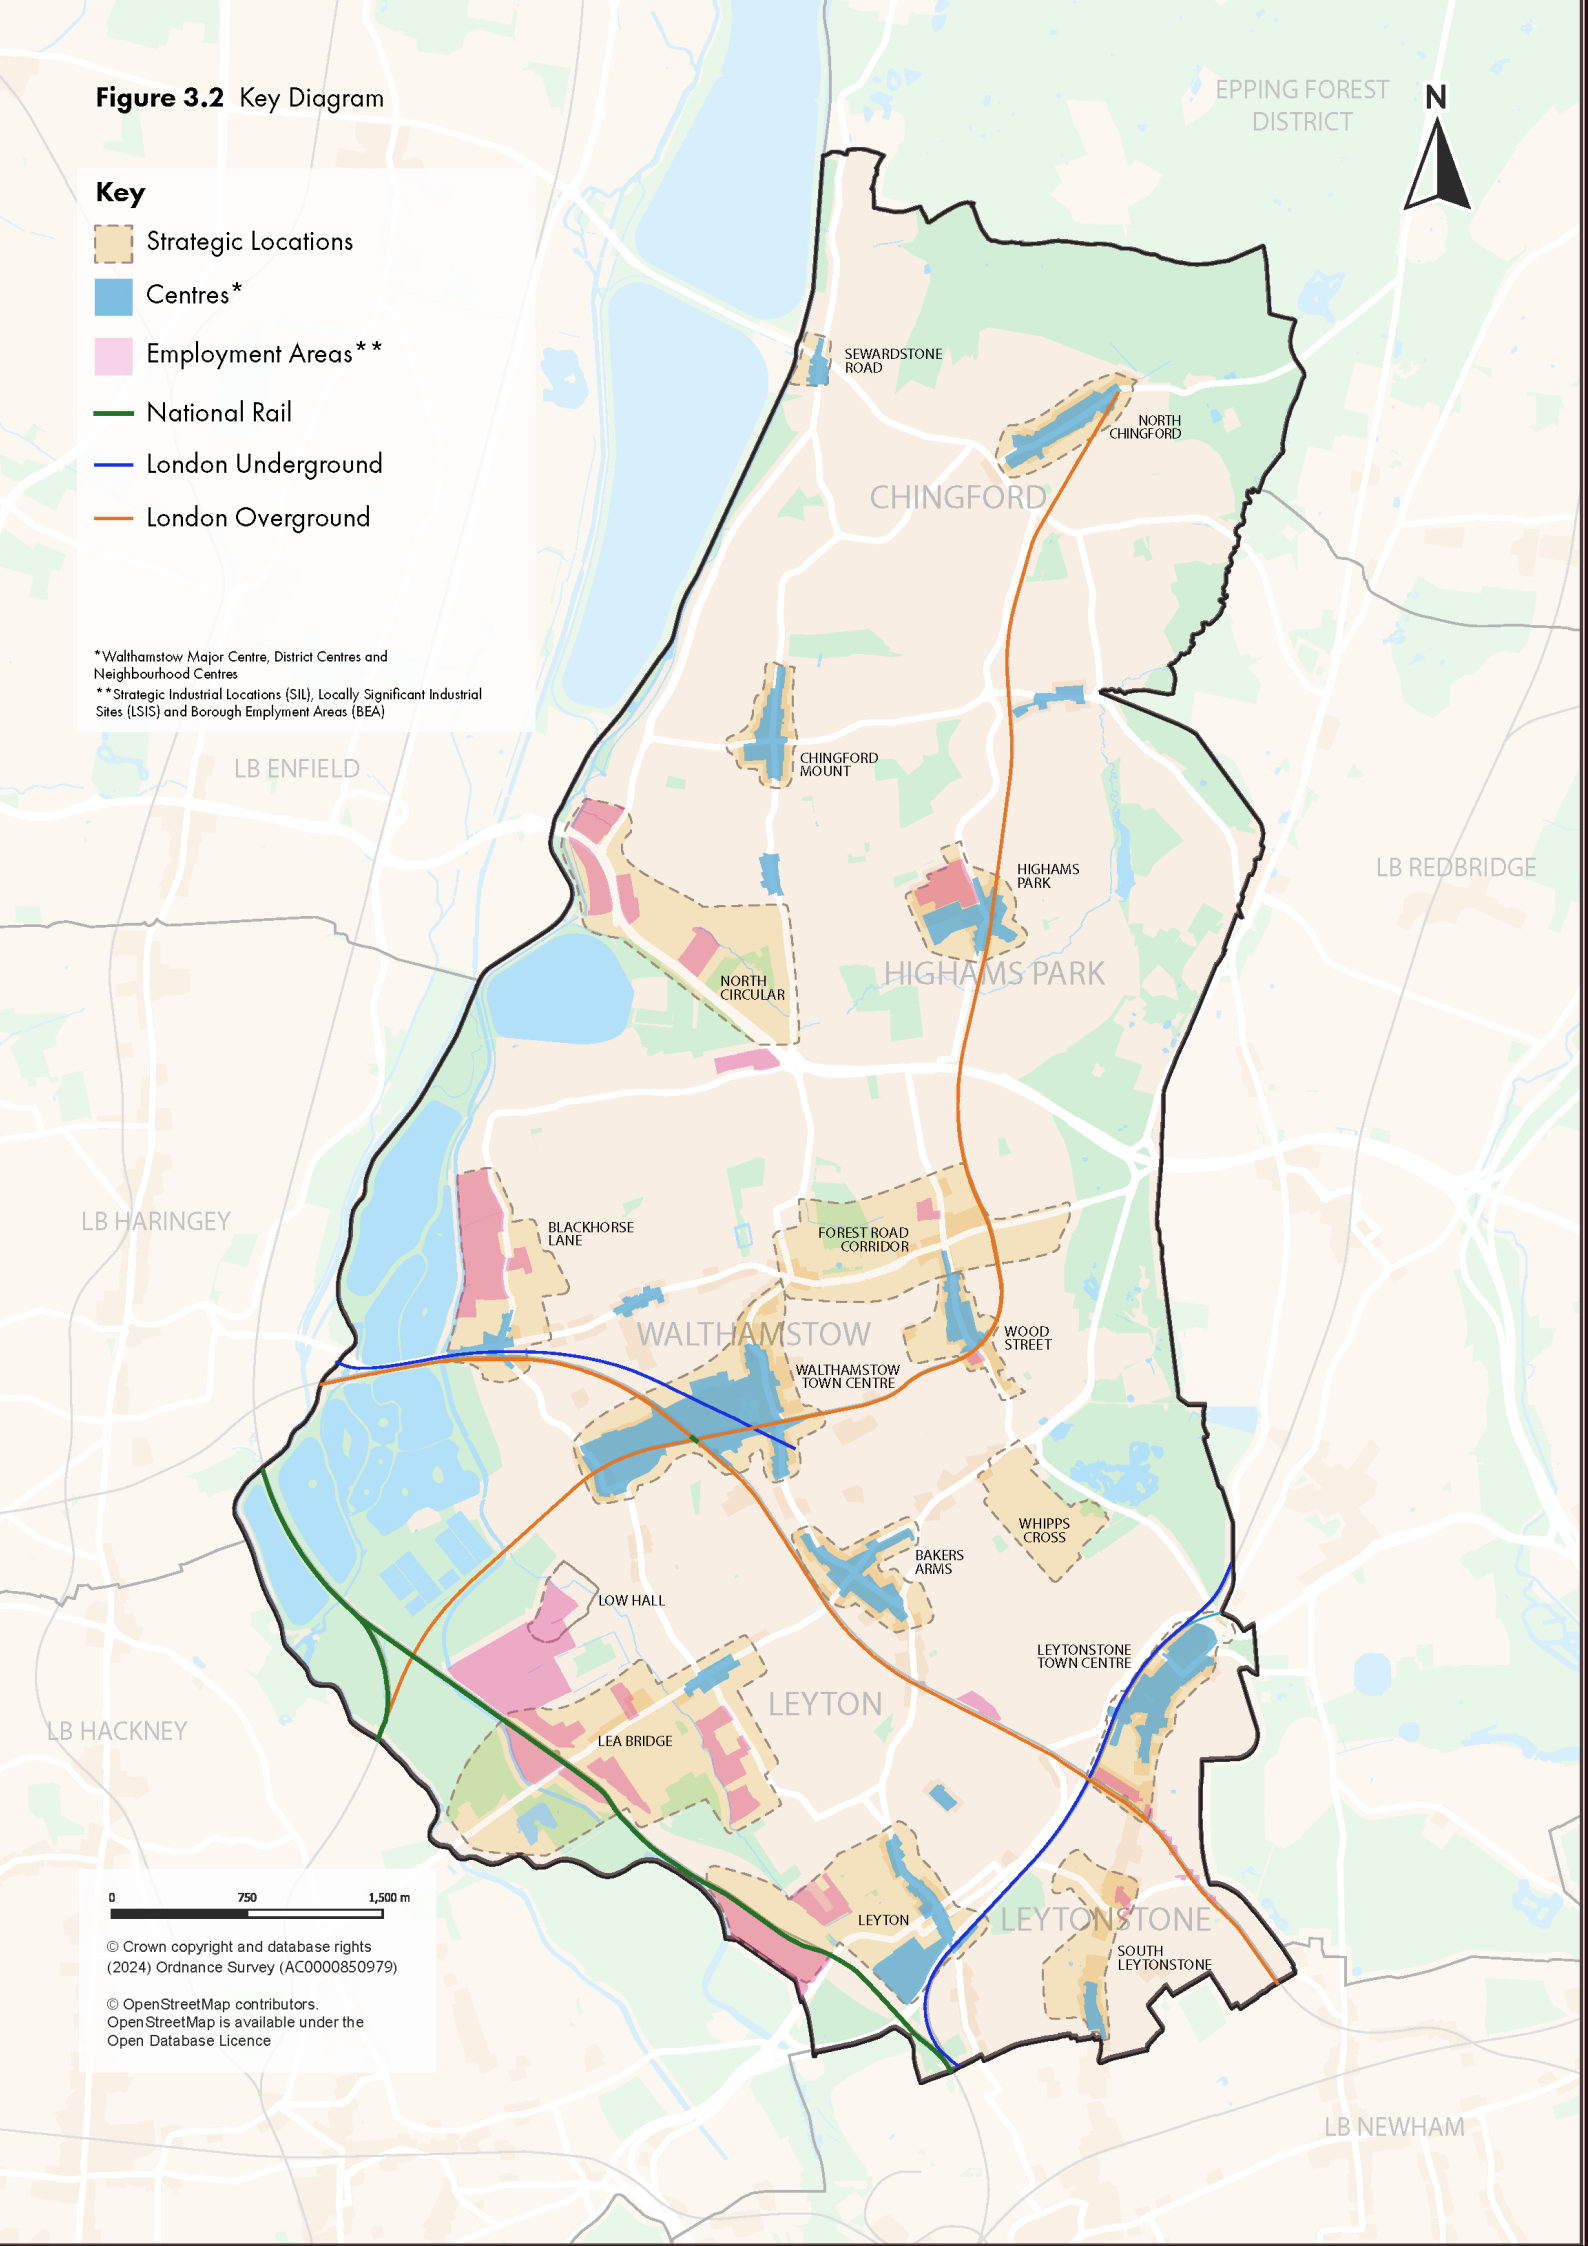 Figure 3.2 Key Diagram
Key
Strategic Locations
Centres*
Employment Areas**
National Rail
London Underground
London Overground
*Walthamstow Major Centre, District Centres and
Neighbourhood Centres
**Strategic Industrial Locations (SIL), Locally Significant Industrial
Sites (LSIS) and Borough Emplyment Areas (BEA)
EPPING FOREST
DISTRICT
N
SEWARDSTONE
ROAD
NORTH
CHINGFORD
CHINGFORD
CHINGFORD
MOUNT
LB ENFIELD
HIGHAMS
PARK
LB REDBRIDGE
HIGHAMS PARK
NORTH
CIRCULAR
LB HARINGEY
BLACKHORSE
LANE
FOREST ROAD
CORRIDOR
WALTHAMSTOW
WOOD
STREET
WALTHAMSTOW
TOWN CENTRE
WHIPPS
CROSS
BAKERS
ARMS
LOW HALL
LEYTONSTONE
TOWN CENTRE
LEYTON
LB HACKNEY
LEA BRIDGE
LEYTON
LEYTONSTONE
SOUTH
LEYTONSTONE
0 750 1,500 m
© Crown copyright and database rights
(2024) Ordnance Survey (AC0000850979)
© OpenStreetMap contributors.
OpenStreetMap is available under the
Open Database Licence
LB NEWHAM